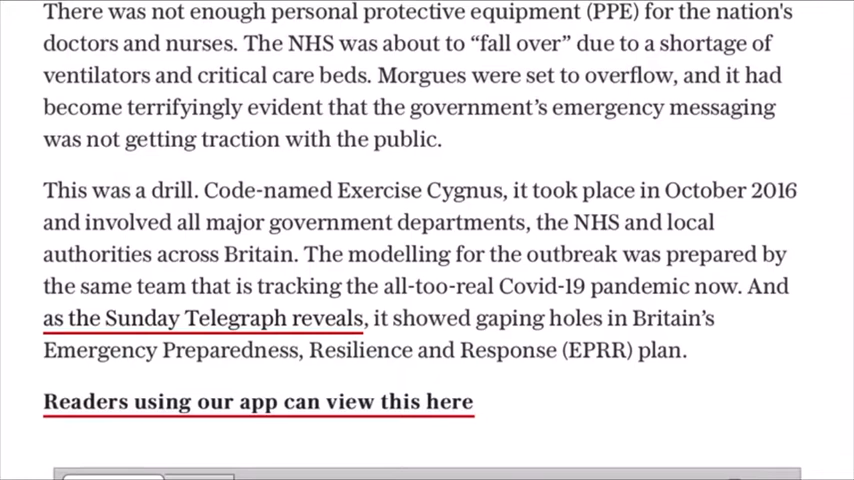 There was not enough personal protective equipment (PPE) for the nation's
doctors and nurses. The NHS was about to “fall over” due to a shortage of
ventilators and critical care beds. Morgues were set to overflow, and it had
become terrifyingly evident that the government’s emergency messaging
was not getting traction with the public.
This was a drill. Code-named Exercise Cygnus, it took place in October 2016
and involved all major government departments, the NHS and local
authorities across Britain. The modelling for the outbreak was prepared by
the same team that is tracking the all-too-real Covid-19 pandemic now. And
as the Sunday Telegraph reveals, it showed gaping holes in Britain’s
Emergency Preparedness, Resilience and Response (EPRR) plan.
Readers using our app can view this here